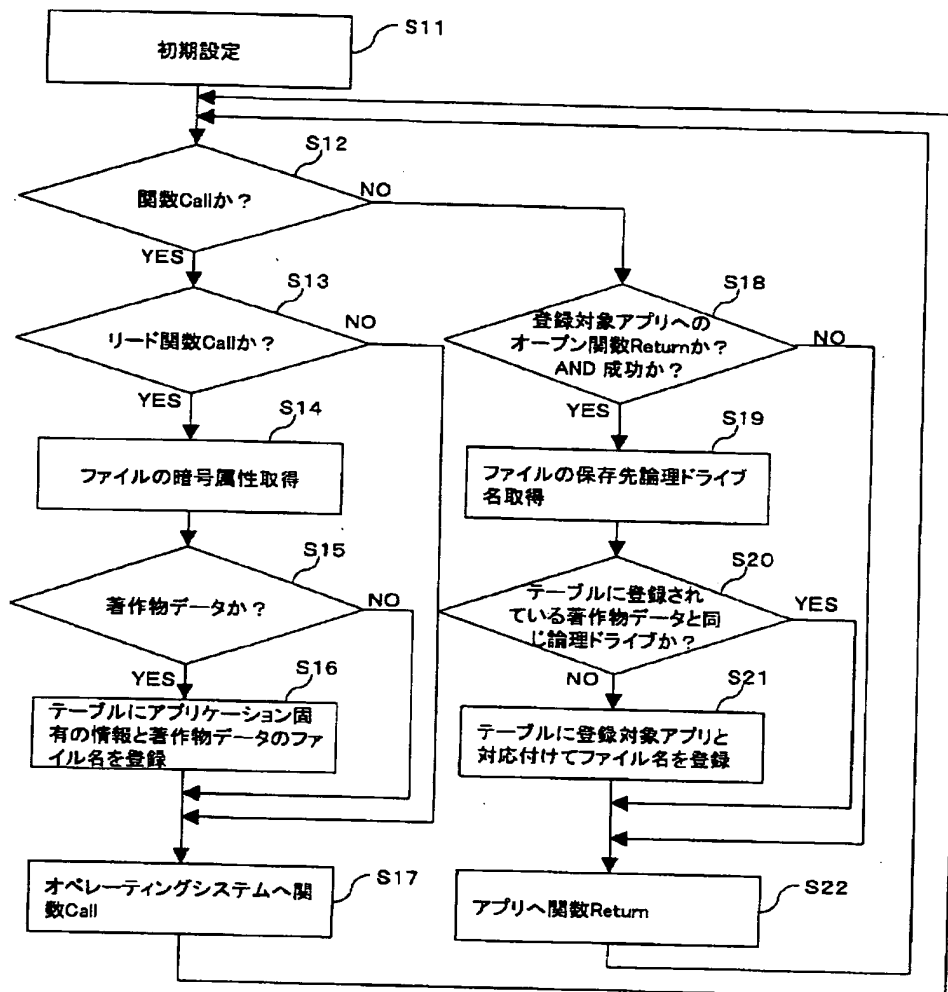 S11
初期設定
S12
関数Callか?
NO
YES
S13
リード関数Callか?
NO
YES
S14
ファイルの暗号属性取得
S15
著作物データか?
NO
YES
S16
テーブルにアプリケーション固
有の情報と著作物データのファ
イル名を登録
S17
オペレーティングシステムへ関
数Call
S18
登録対象アプリへの
オープン関数Returnか?
AND 成功か?
NO
YES
S19
ファイルの保存先論理ドライブ
名取得
S20
テーブルに登録され
ている著作物データと同
じ論理ドライブか?
YES
NO
S21
テーブルに登録対象アプリと
対応付けてファイル名を登録
S22
アプリへ関数Return